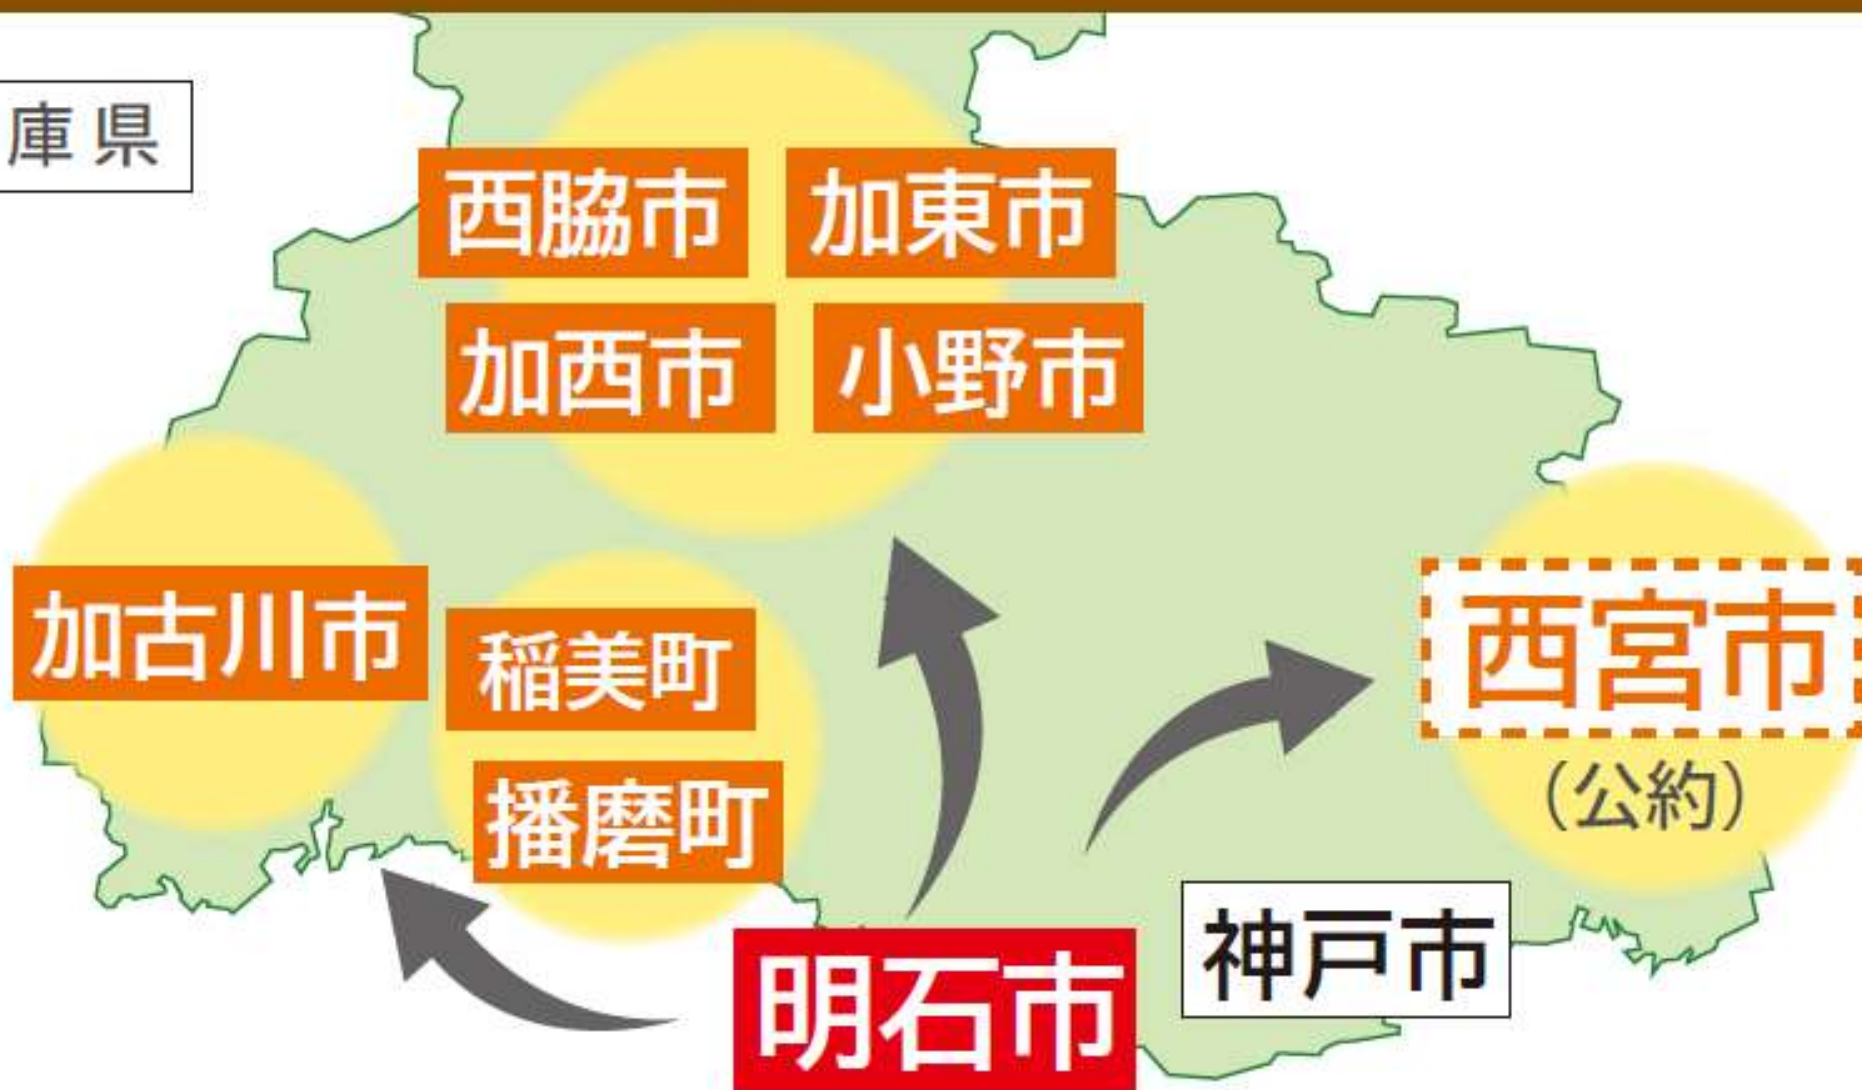 庫県
西脇市
加東市
加西市
小野市
加古川市
稲美町
播磨町
西宮市
（公約）
明石市
神戸市